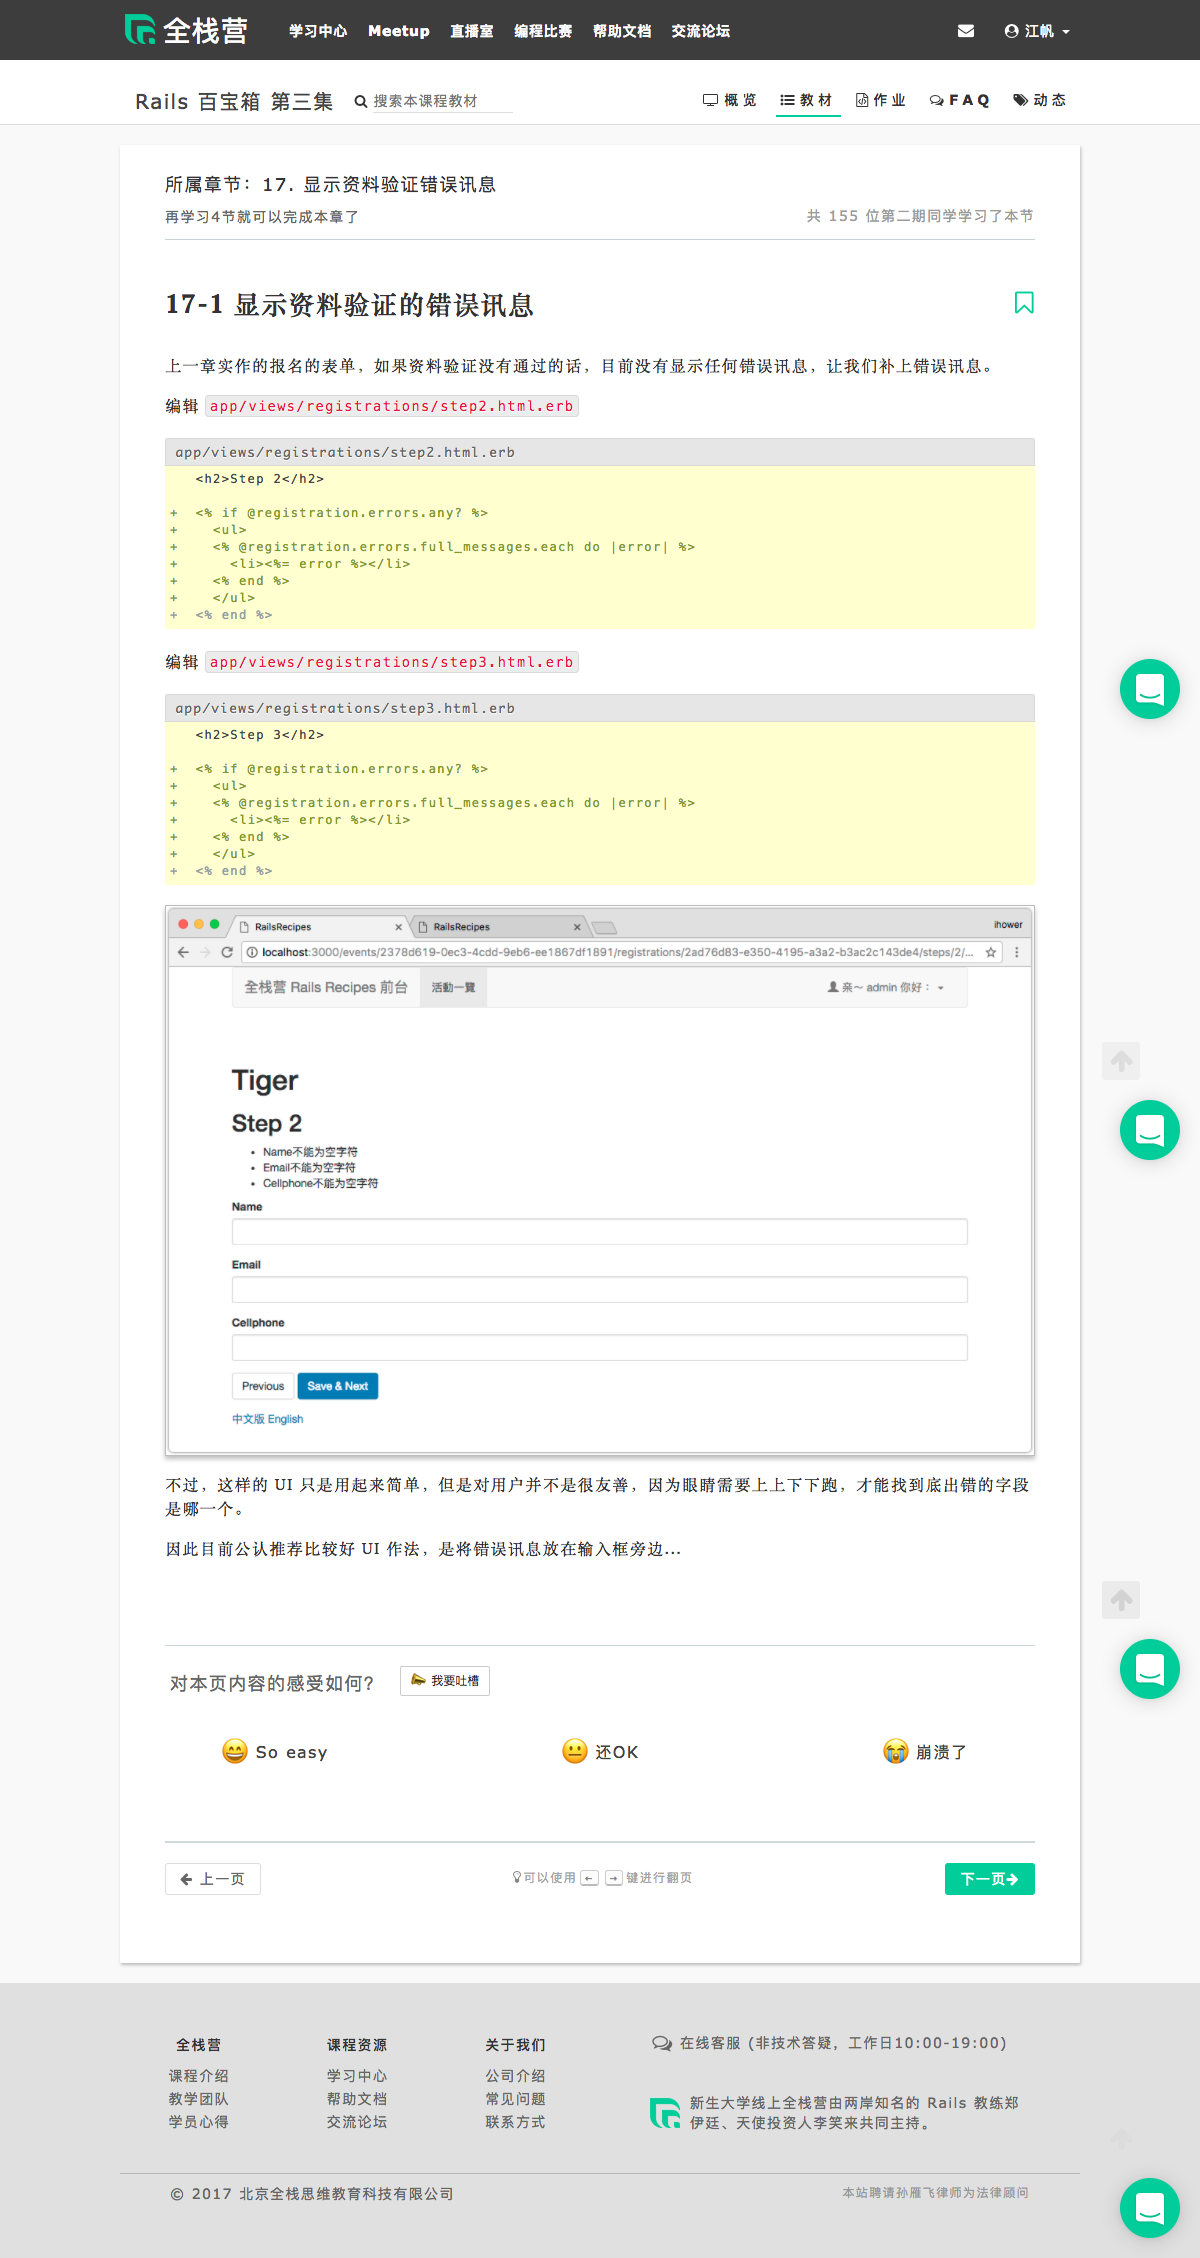 全栈营 学习中心 Meetup 直播室 编程比赛 帮助文档 交流论坛 江帆
Rails 百宝箱 第三集 搜索本课程教材 概览 教材 作业 FAQ 动态
所属章节：17. 显示资料验证错误讯息
再学习4节就可以完成本章了 共 155 位第二期同学学习了本节
17-1 显示资料验证的错误讯息
上一章实作的报名的表单，如果资料验证没有通过的话，目前没有显示任何错误讯息，让我们补上错误讯息。
编辑 app/views/registrations/step2.html.erb
app/views/registrations/step2.html.erb
<h2>Step 2</h2>
+ <% if @registration.errors.any? %>
+ <ul>
+ <% @registration.errors.full_messages.each do |error| %>
+ <li><%= error %></li>
+ <% end %>
+ </ul>
+ <% end %>
编辑 app/views/registrations/step3.html.erb
app/views/registrations/step3.html.erb
<h2>Step 3</h2>
+ <% if @registration.errors.any? %>
+ <ul>
+ <% @registration.errors.full_messages.each do |error| %>
+ <li><%= error %></li>
+ <% end %>
+ </ul>
+ <% end %>
RailsRecipes RailsRecipes ihower
localhost:3000/events/2378d619-0ec3-4cdd-9eb6-ee1867df1891/registrations/2ad76d83-e350-4195-a3a2-b3ac2c143de4/steps/2/...
全栈营 Rails Recipes 前台 活動一覽 亲～ admin 你好：
Tiger
Step 2
Name不能为空字符
Email不能为空字符
Cellphone不能为空字符
Name
Email
Cellphone
Previous Save & Next
中文版 English
不过，这样的 UI 只是用起来简单，但是对用户并不是很友善，因为眼睛需要上上下下跑，才能找到底出错的字段
是哪一个。
因此目前公认推荐比较好 UI 作法，是将错误讯息放在输入框旁边...
对本页内容的感受如何? 我要吐槽
So easy 还OK 崩溃了
上一页 可以使用 ← → 键进行翻页 下一页
全栈营 课程资源 关于我们 在线客服 (非技术答疑，工作日10:00-19:00)
课程介绍 学习中心 公司介绍
教学团队 帮助文档 常见问题 新生大学线上全栈营由两岸知名的 Rails 教练郑
学员心得 交流论坛 联系方式 伊廷、天使投资人李笑来共同主持。
© 2017 北京全栈思维教育科技有限公司 本站聘请孙雁飞律师为法律顾问